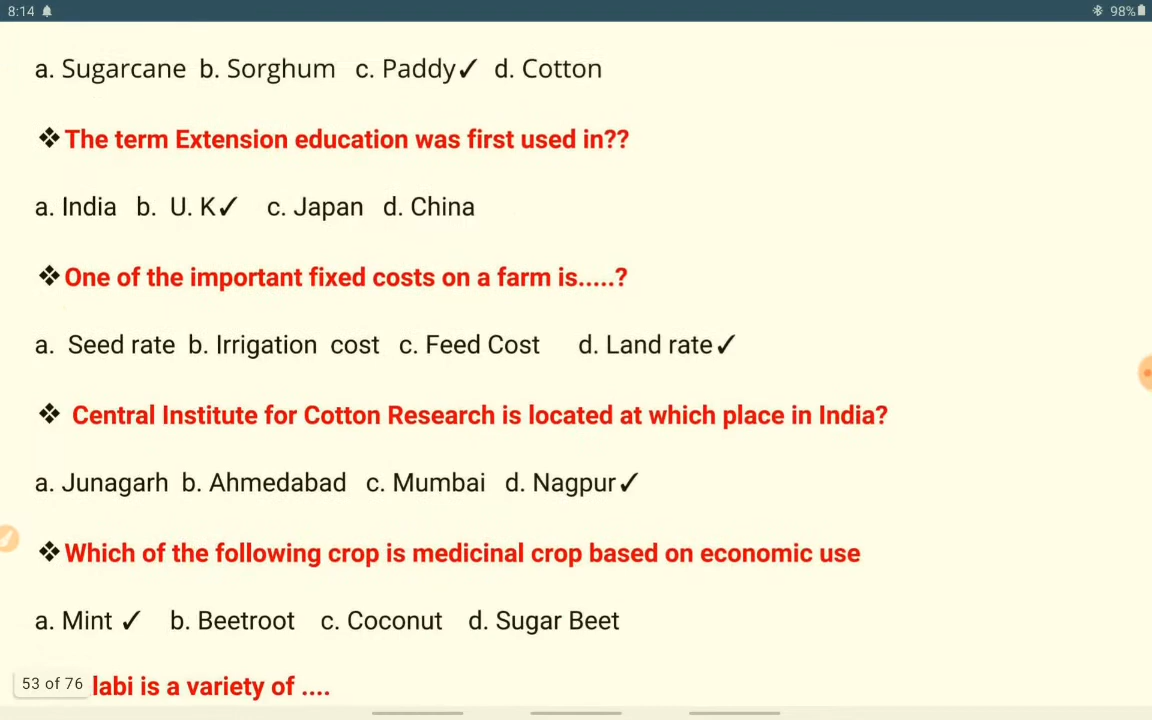 8:14 98%
a. Sugarcane b. Sorghum c. Paddy✓ d. Cotton
❖The term Extension education was first used in??
a. India b. U. K✓ c. Japan d. China
❖One of the important fixed costs on a farm is.....?
a. Seed rate b. Irrigation cost c. Feed Cost d. Land rate✓
❖ Central Institute for Cotton Research is located at which place in India?
a. Junagarh b. Ahmedabad c. Mumbai d. Nagpur✓
❖Which of the following crop is medicinal crop based on economic use
a. Mint ✓ b. Beetroot c. Coconut d. Sugar Beet
53 of 76 labi is a variety of ....